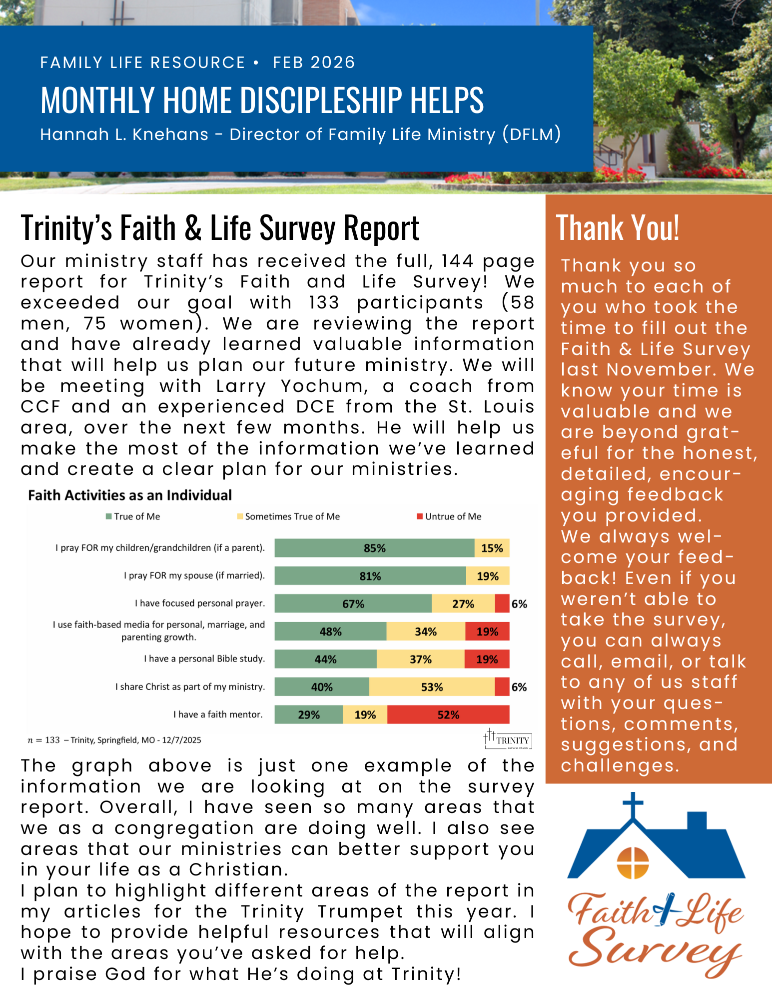 FAMILY LIFE RESOURCE • FEB 2026
MONTHLY HOME DISCIPLESHIP HELPS
Hannah L. Knehans - Director of Family Life Ministry (DFLM)
Trinity’s Faith & Life Survey Report
Our ministry staff has received the full, 144 page
report for Trinity’s Faith and Life Survey! We
exceeded our goal with 133 participants (58
men, 75 women). We are reviewing the report
and have already learned valuable information
that will help us plan our future ministry. We will
be meeting with Larry Yochum, a coach from
CCF and an experienced DCE from the St. Louis
area, over the next few months. He will help us
make the most of the information we’ve learned
and create a clear plan for our ministries.
Faith Activities as an Individual
True of Me Sometimes True of Me Untrue of Me
I pray FOR my children/grandchildren (if a parent). 85% 15%
I pray FOR my spouse (if married). 81% 19%
I have focused personal prayer. 67% 27% 6%
I use faith-based media for personal, marriage, and
parenting growth. 48% 34% 19%
I have a personal Bible study. 44% 37% 19%
I share Christ as part of my ministry. 40% 53% 6%
I have a faith mentor. 29% 19% 52%
n = 133 – Trinity, Springfield, MO - 12/7/2025
TRINITY
Lutheran Church
The graph above is just one example of the
information we are looking at on the survey
report. Overall, I have seen so many areas that
we as a congregation are doing well. I also see
areas that our ministries can better support you
in your life as a Christian.
I plan to highlight different areas of the report in
my articles for the Trinity Trumpet this year. I
hope to provide helpful resources that will align
with the areas you’ve asked for help.
I praise God for what He’s doing at Trinity!
Thank You!
Thank you so
much to each of
you who took the
time to fill out the
Faith & Life Survey
last November. We
know your time is
valuable and we
are beyond grat-
eful for the honest,
detailed, encour-
aging feedback
you provided.
We always wel-
come your feed-
back! Even if you
weren’t able to
take the survey,
you can always
call, email, or talk
to any of us staff
with your ques-
tions, comments,
suggestions, and
challenges.
Faith Life
Survey